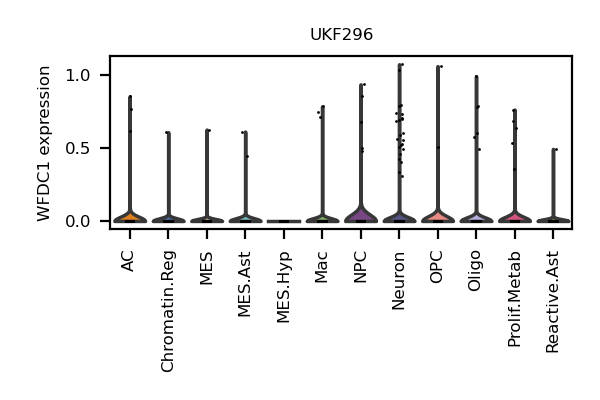 UKF296
WFDC1 expression
1.0
0.5
0.0
AC
Chromatin.Reg
MES
MES.Ast
MES.Hyp
Mac
NPC
Neuron
OPC
Oligo
Prolif.Metab
Reactive.Ast